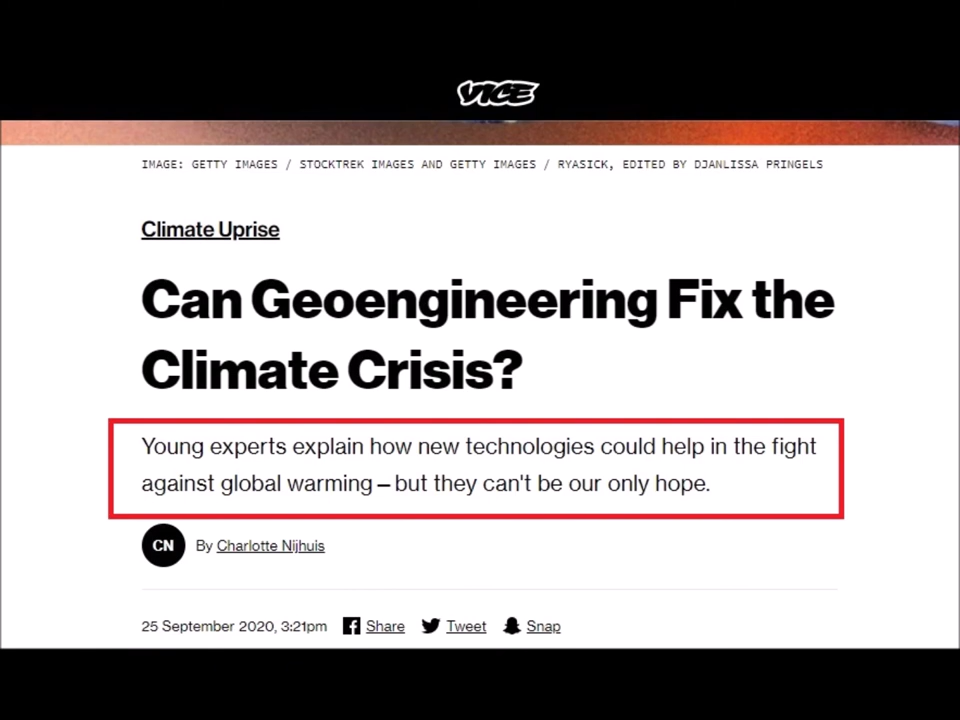 VICE
IMAGE: GETTY IMAGES / STOCKTREK IMAGES AND GETTY IMAGES / RYASICK, EDITED BY DJANLISSA PRINGELS
Climate Uprise
Can Geoengineering Fix the
Climate Crisis?
Young experts explain how new technologies could help in the fight
against global warming – but they can't be our only hope.
CN By Charlotte Nijhuis
25 September 2020, 3:21pm Share Tweet Snap